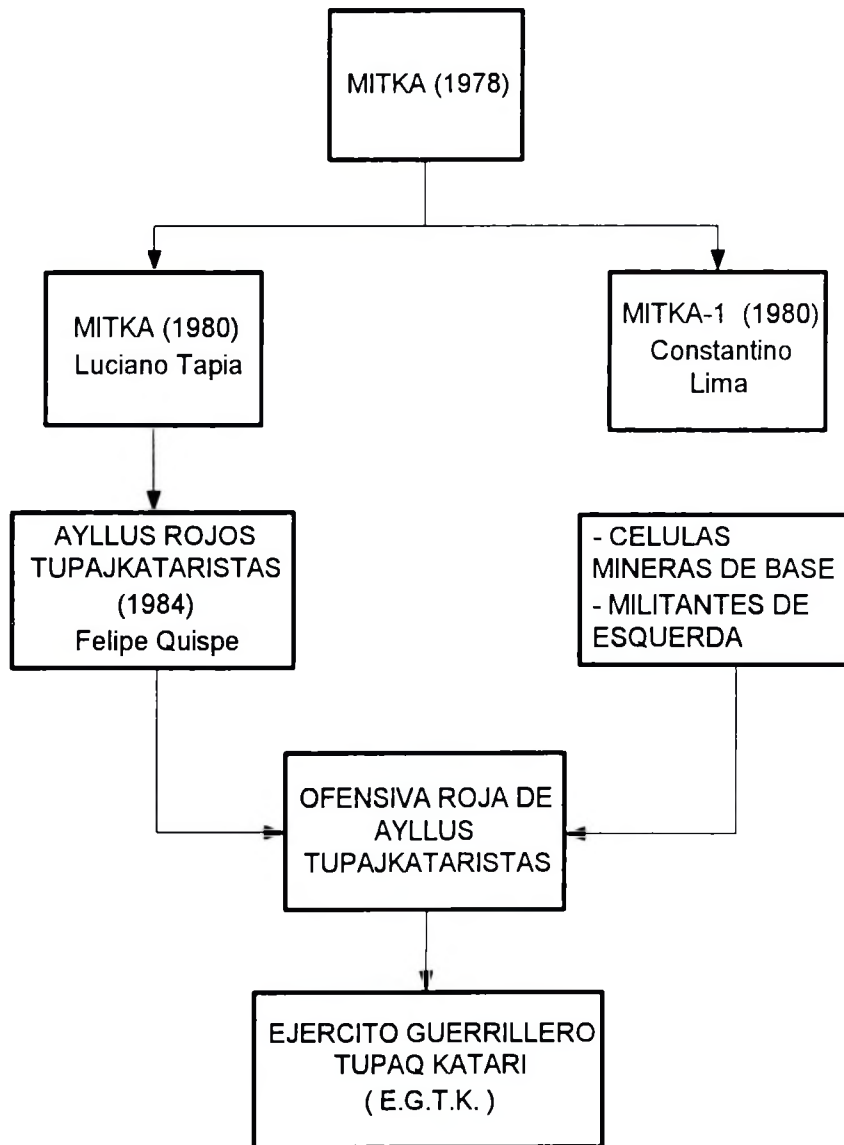 MITKA (1978)
MITKA (1980)
Luciano Tapia
MITKA-1 (1980)
Constantino
Lima
AYLLUS ROJOS
TUPAJKATARISTAS
(1984)
Felipe Quispe
- CELULAS
MINERAS DE BASE
- MILITANTES DE
ESQUERDA
OFENSIVA ROJA DE
AYLLUS
TUPAJKATARISTAS
EJERCITO GUERRILLERO
TUPAQ KATARI
( E.G.T.K. )